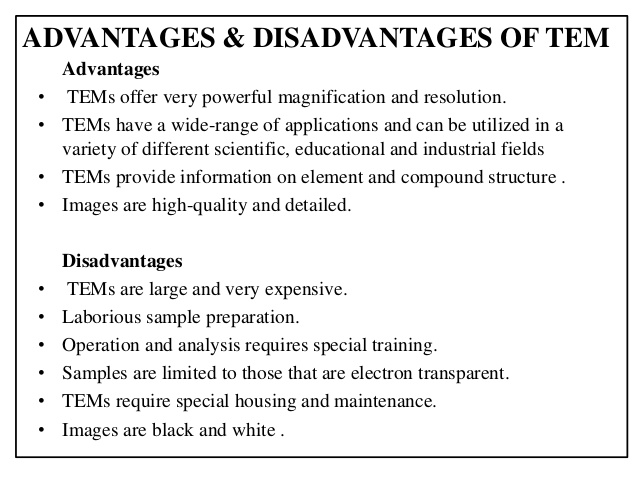 ADVANTAGES & DISADVANTAGES OF TEM
Advantages
• TEMs offer very powerful magnification and resolution.
• TEMs have a wide-range of applications and can be utilized in a
variety of different scientific, educational and industrial fields
• TEMs provide information on element and compound structure .
• Images are high-quality and detailed.
Disadvantages
• TEMs are large and very expensive.
• Laborious sample preparation.
• Operation and analysis requires special training.
• Samples are limited to those that are electron transparent.
• TEMs require special housing and maintenance.
• Images are black and white .